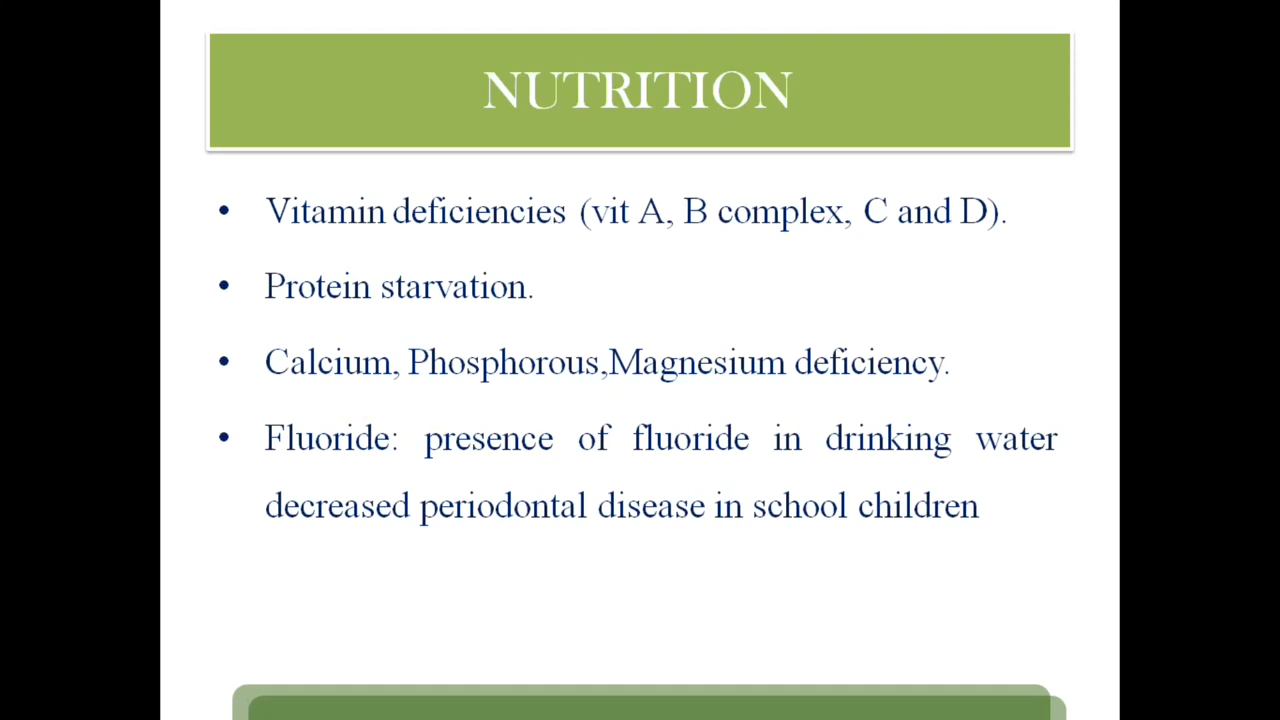 NUTRITION
• Vitamin deficiencies (vit A, B complex, C and D).
• Protein starvation.
• Calcium, Phosphorous,Magnesium deficiency.
• Fluoride: presence of fluoride in drinking water
decreased periodontal disease in school children